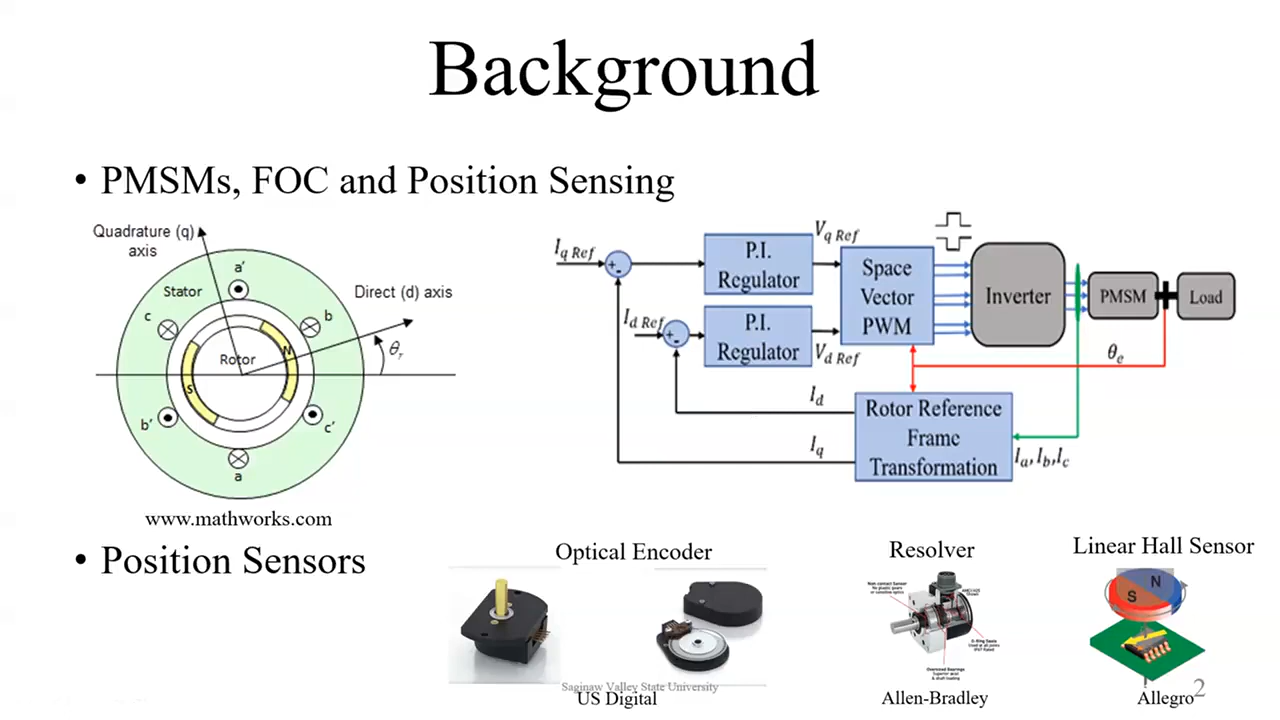 Background
• PMSMs, FOC and Position Sensing
Quadrature (q)
axis
a'
Stator
Direct (d) axis
c
b
Rotor
N
θr
S
b'
c'
a
www.mathworks.com
Iq Ref
+
-
P.I.
Regulator
Vq Ref
Id Ref
+
-
P.I.
Regulator
Vd Ref
Space
Vector
PWM
Inverter
PMSM
Load
θe
Id
Iq
Rotor Reference
Frame
Transformation
Ia, Ib, Ic
• Position Sensors
Optical Encoder
US Digital
Resolver
Non contact Sensor
Allen-Bradley
Linear Hall Sensor
N
S
Allegro
Saginaw Valley State University
2